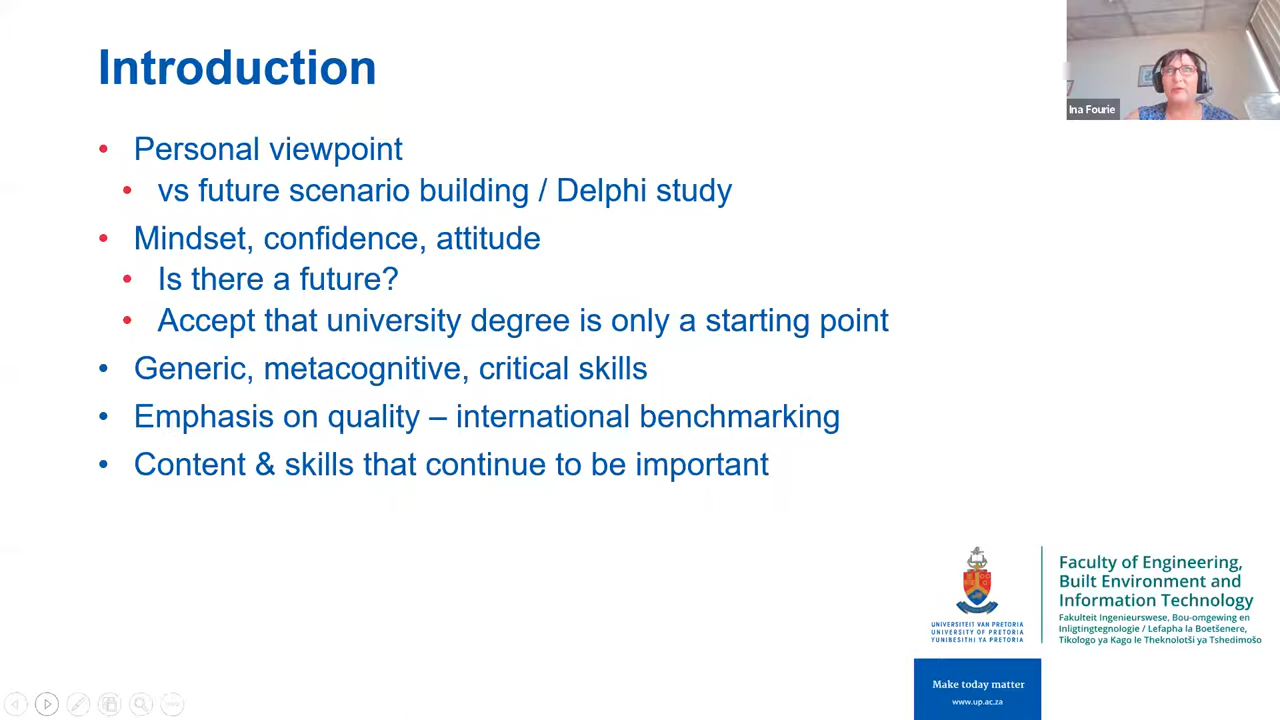 Introduction
Ina Fourie
• Personal viewpoint
• vs future scenario building / Delphi study
• Mindset, confidence, attitude
• Is there a future?
• Accept that university degree is only a starting point
• Generic, metacognitive, critical skills
• Emphasis on quality – international benchmarking
• Content & skills that continue to be important
UNIVERSITEIT VAN PRETORIA
UNIVERSITY OF PRETORIA
YUNIBESITHI YA PRETORIA
Faculty of Engineering,
Built Environment and
Information Technology
Fakulteit Ingenieurswese, Bou-omgewing en
Inligtingtegnologie / Lefapha la Boetšenere,
Tikologo ya Kago le Theknolotši ya Tshedimošo
Make today matter
www.up.ac.za